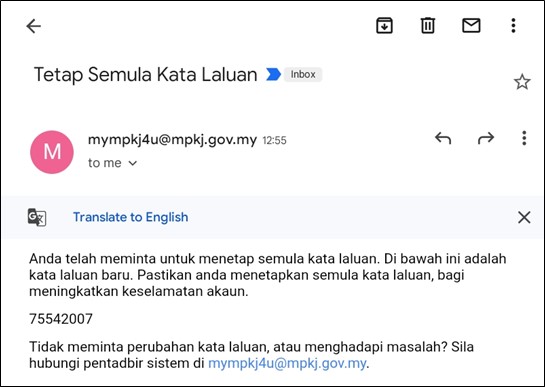 Tetap Semula Kata Laluan Inbox
M
mympkj4u@mpkj.gov.my 12:55
to me
G Translate to English
Anda telah meminta untuk menetap semula kata laluan. Di bawah ini adalah
kata laluan baru. Pastikan anda menetapkan semula kata laluan, bagi
meningkatkan keselamatan akaun.
75542007
Tidak meminta perubahan kata laluan, atau menghadapi masalah? Sila
hubungi pentadbir sistem di mympkj4u@mpkj.gov.my.